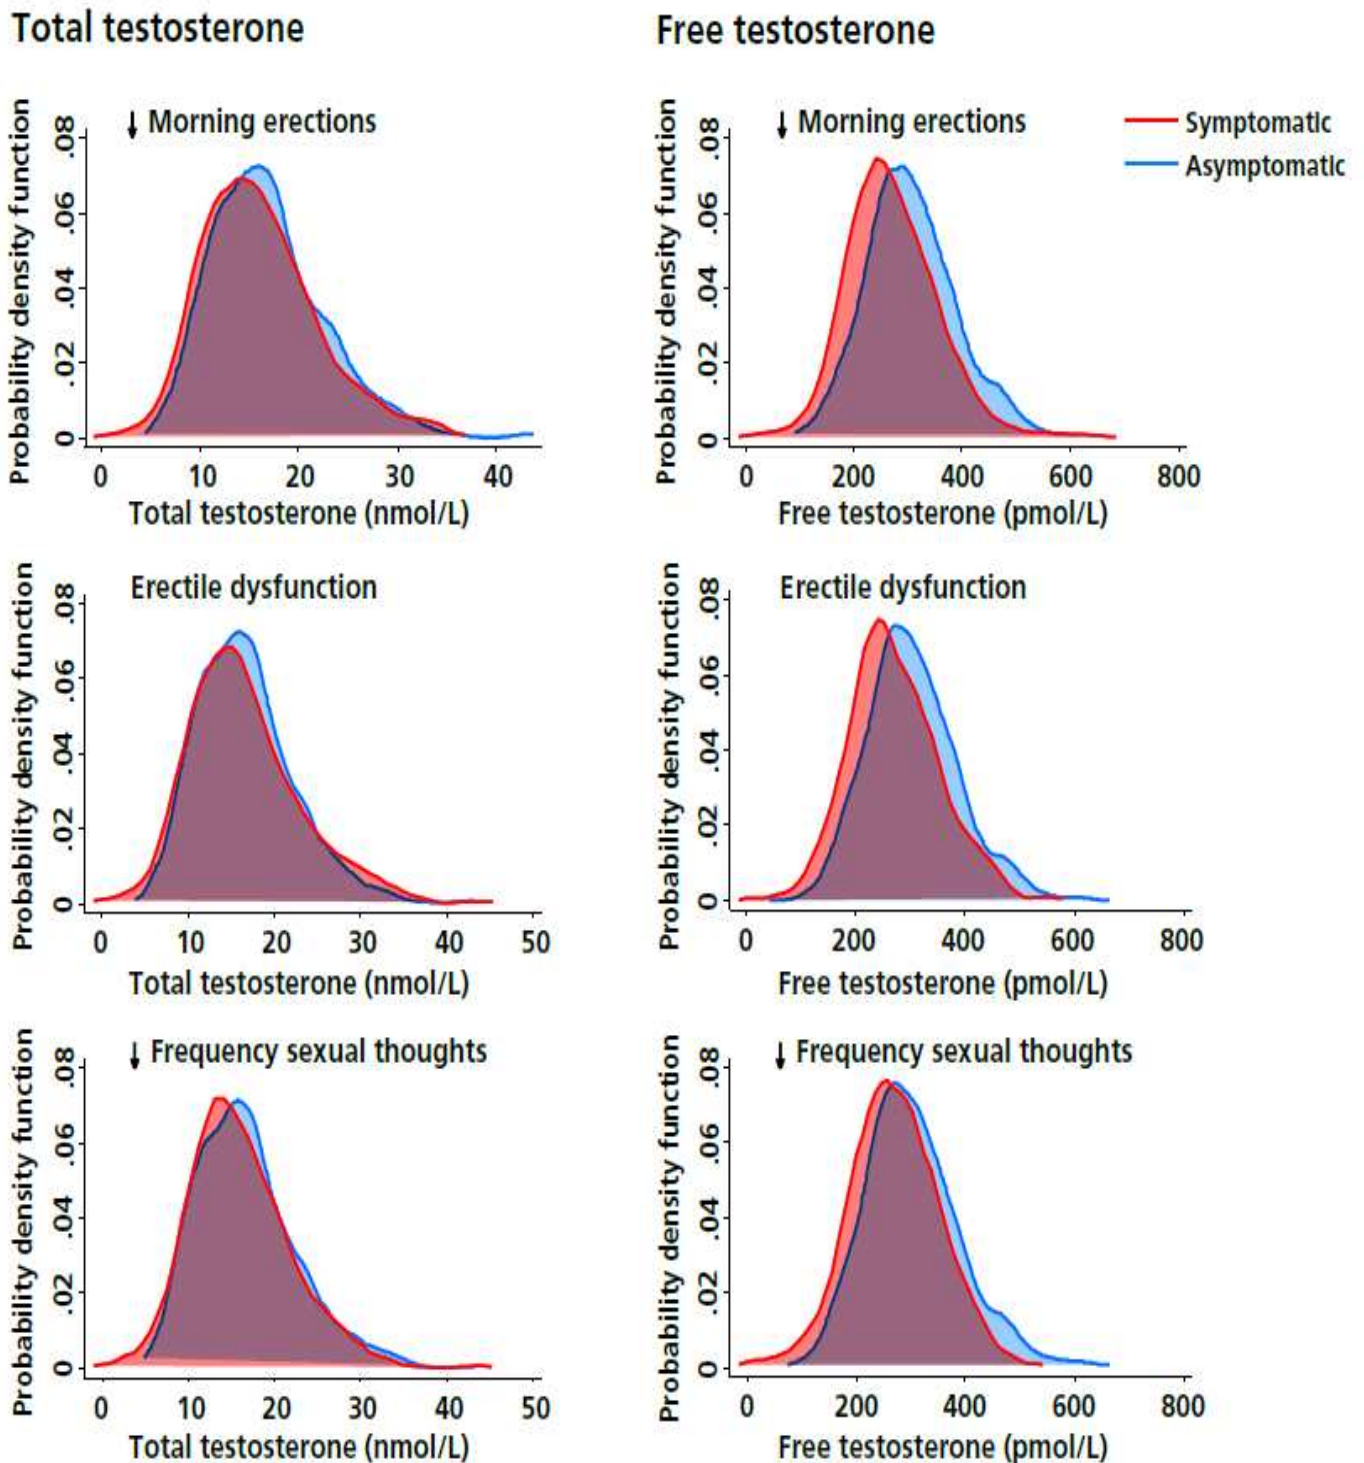 Total testosterone
Free testosterone
↓ Morning erections
Probability density function
.08
.06
.04
.02
0
0 10 20 30 40
Total testosterone (nmol/L)
↓ Morning erections
Symptomatic
Asymptomatic
Probability density function
.08
.06
.04
.02
0
0 200 400 600 800
Free testosterone (pmol/L)
Erectile dysfunction
Probability density function
.08
.06
.04
.02
0
0 10 20 30 40 50
Total testosterone (nmol/L)
Erectile dysfunction
Probability density function
.08
.06
.04
.02
0
0 200 400 600 800
Free testosterone (pmol/L)
↓ Frequency sexual thoughts
Probability density function
.08
.06
.04
.02
0
0 10 20 30 40 50
Total testosterone (nmol/L)
↓ Frequency sexual thoughts
Probability density function
.08
.06
.04
.02
0
0 200 400 600 800
Free testosterone (pmol/L)